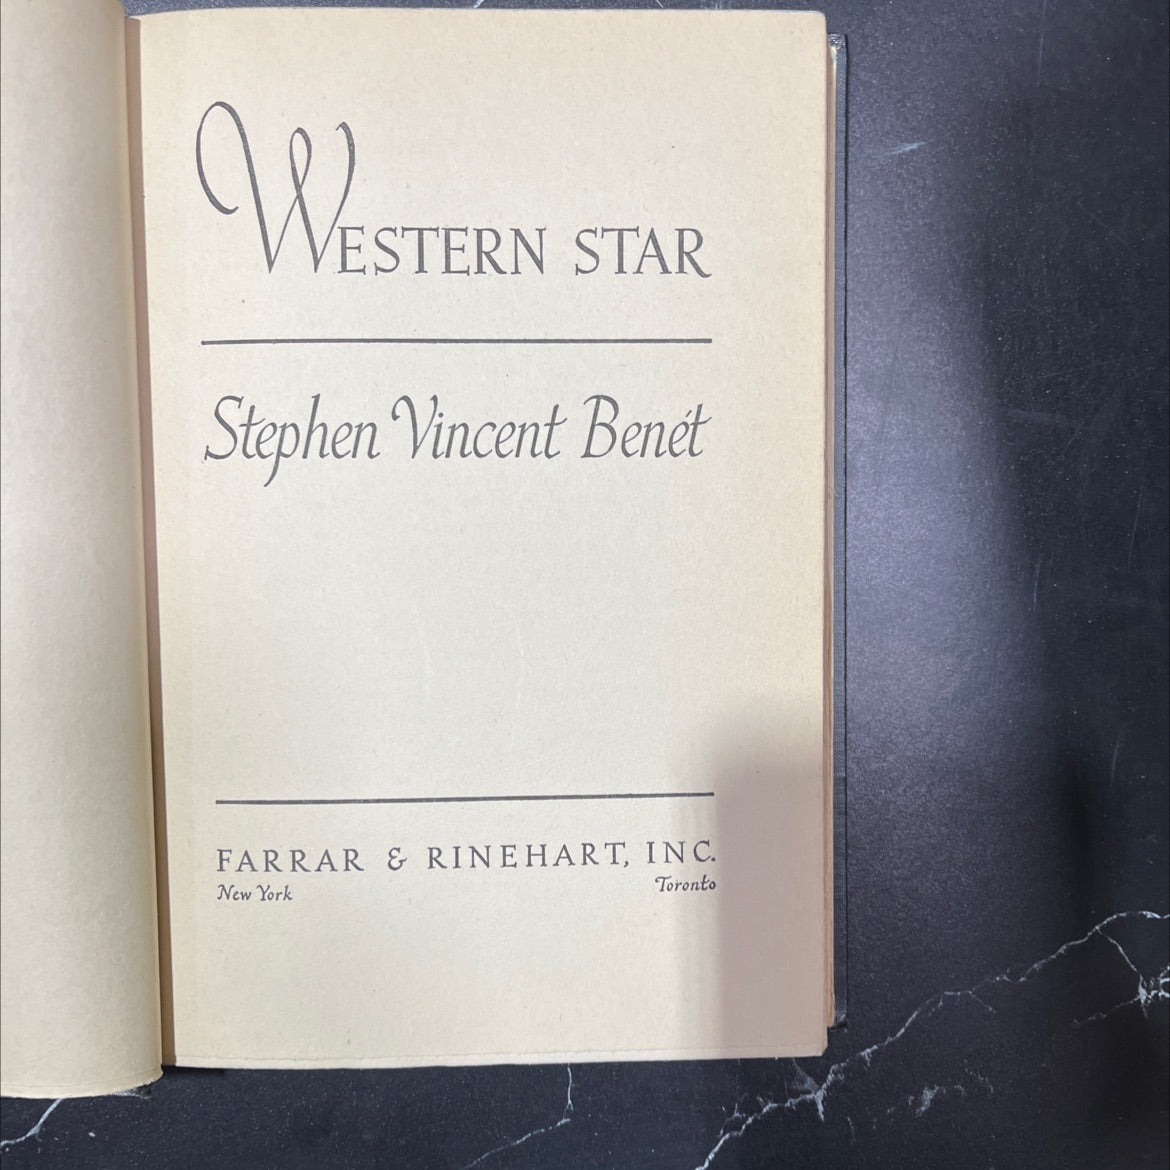 WESTERN STAR
Stephen Vincent Benét
FARRAR & RINEHART, INC.
New York Toronto